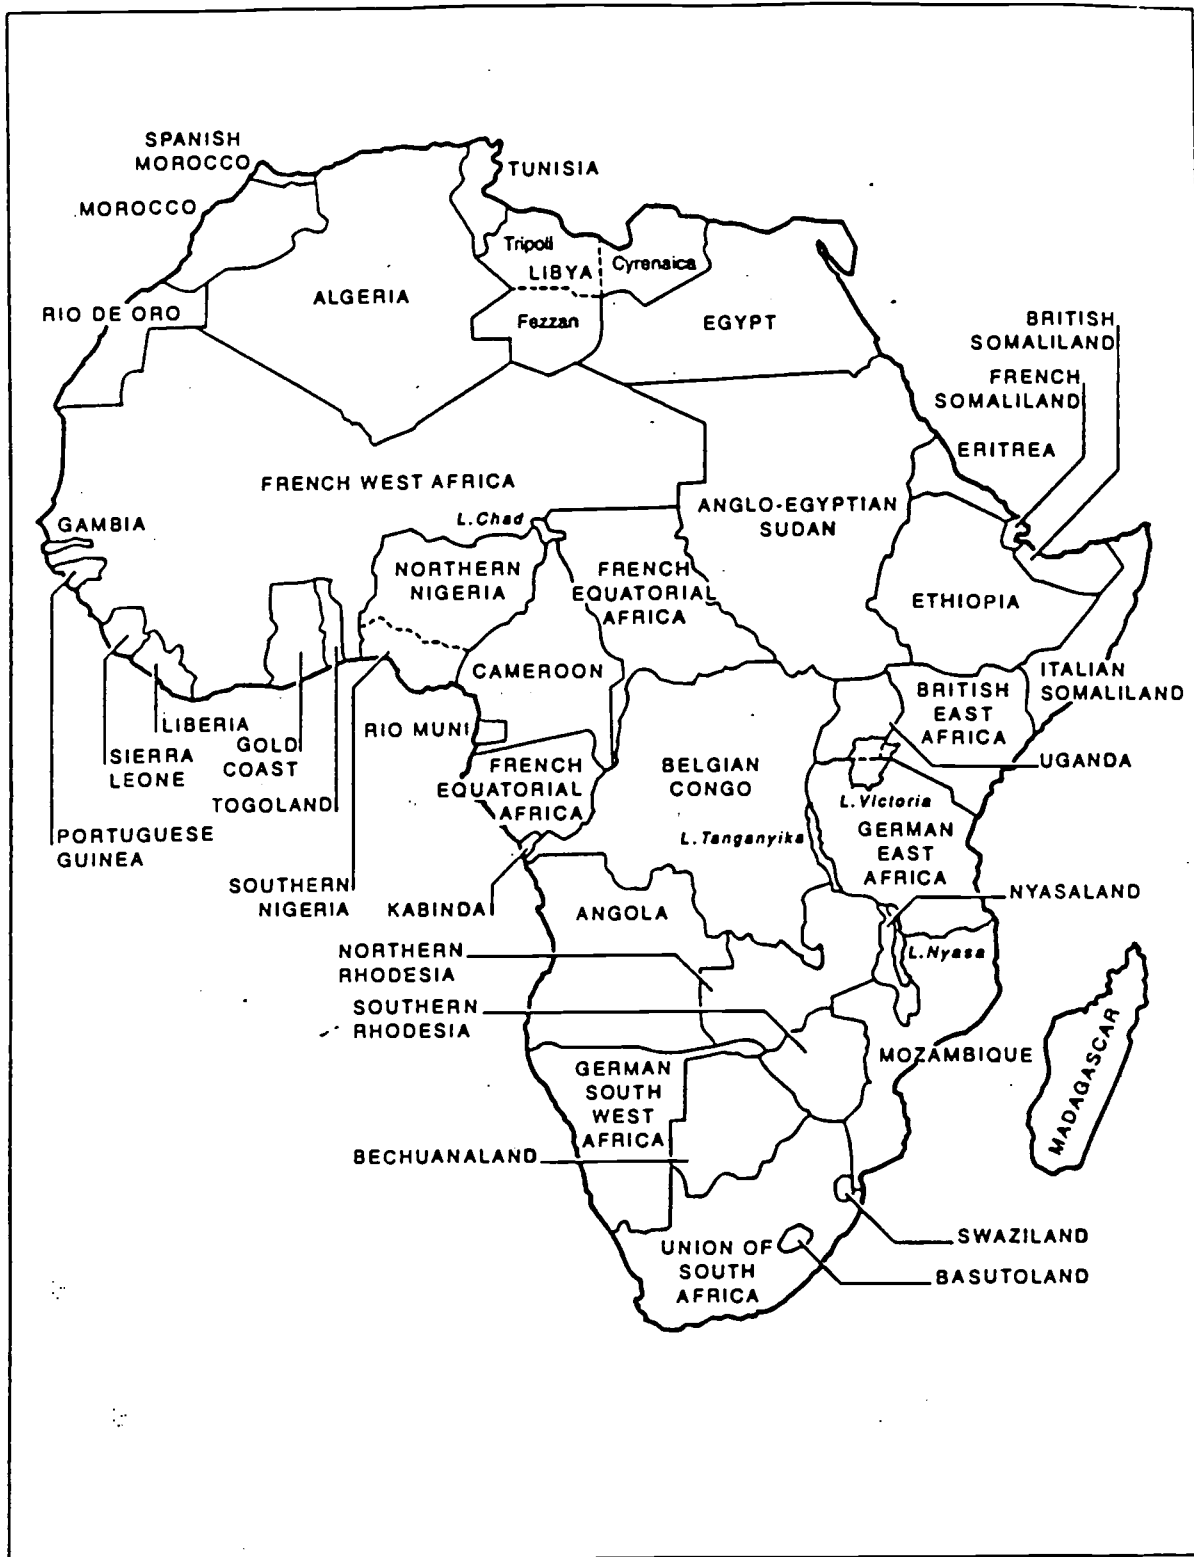 SPANISH
MOROCCO
TUNISIA
MOROCCO
Tripoli
LIBYA
Cyrenaica
ALGERIA
RIO DE ORO
Fezzan
EGYPT
BRITISH
SOMALILAND
FRENCH
SOMALILAND
ERITREA
FRENCH WEST AFRICA
ANGLO-EGYPTIAN
SUDAN
GAMBIA
L.Chad
NORTHERN
NIGERIA
FRENCH
EQUATORIAL
AFRICA
ETHIOPIA
CAMEROON
ITALIAN
SOMALILAND
BRITISH
EAST
AFRICA
LIBERIA
RIO MUNI
SIERRA
LEONE
GOLD
COAST
UGANDA
FRENCH
EQUATORIAL
AFRICA
BELGIAN
CONGO
TOGOLAND
L.Victoria
PORTUGUESE
GUINEA
L.Tanganyika
GERMAN
EAST
AFRICA
SOUTHERN
NIGERIA
KABINDA
ANGOLA
NYASALAND
NORTHERN
RHODESIA
L.Nyasa
SOUTHERN
RHODESIA
MOZAMBIQUE
MADAGASCAR
GERMAN
SOUTH
WEST
AFRICA
BECHUANALAND
SWAZILAND
UNION OF
SOUTH
AFRICA
BASUTOLAND